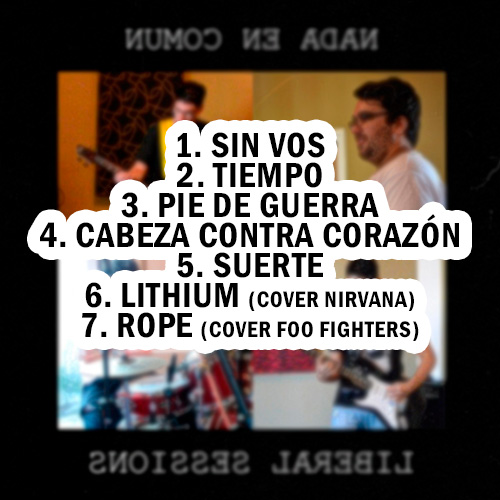 NADA EN COMUN
1. SIN VOS
2. TIEMPO
3. PIE DE GUERRA
4. CABEZA CONTRA CORAZÓN
5. SUERTE
6. LITHIUM (COVER NIRVANA)
7. ROPE (COVER FOO FIGHTERS)
LIBERAL SESSIONS